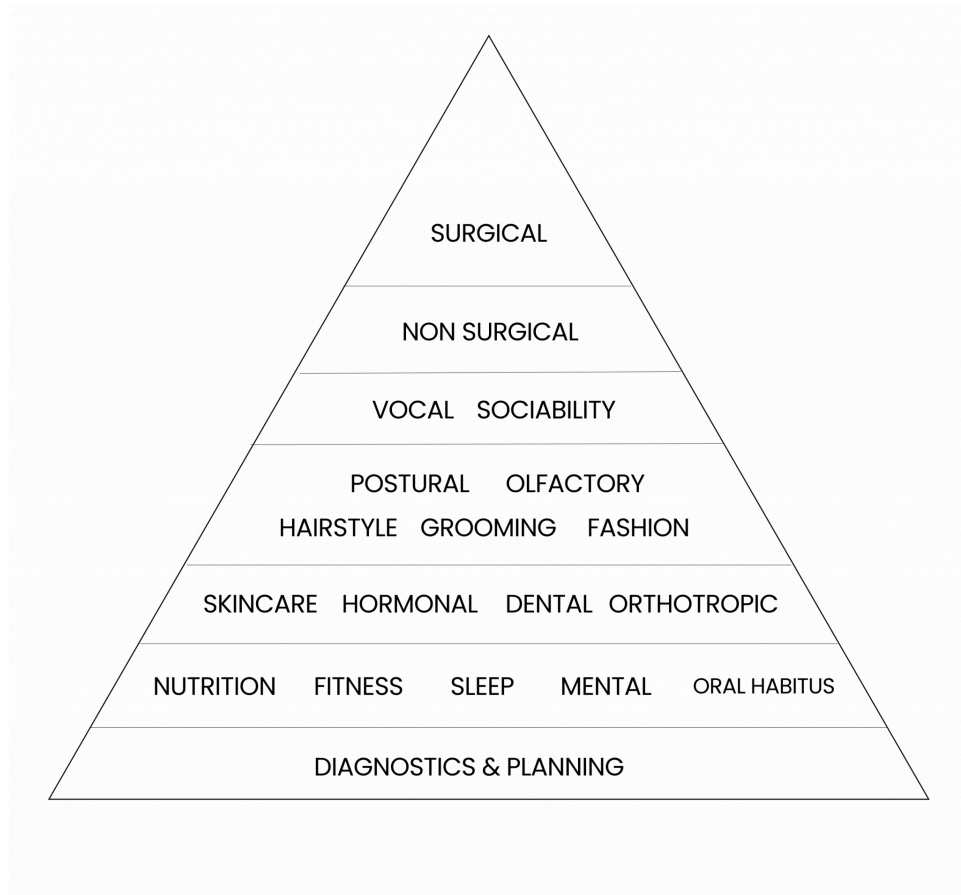 SURGICAL
NON SURGICAL
VOCAL SOCIABILITY
POSTURAL OLFACTORY
HAIRSTYLE GROOMING FASHION
SKINCARE HORMONAL DENTAL ORTHOTROPIC
NUTRITION FITNESS SLEEP MENTAL ORAL HABITUS
DIAGNOSTICS & PLANNING